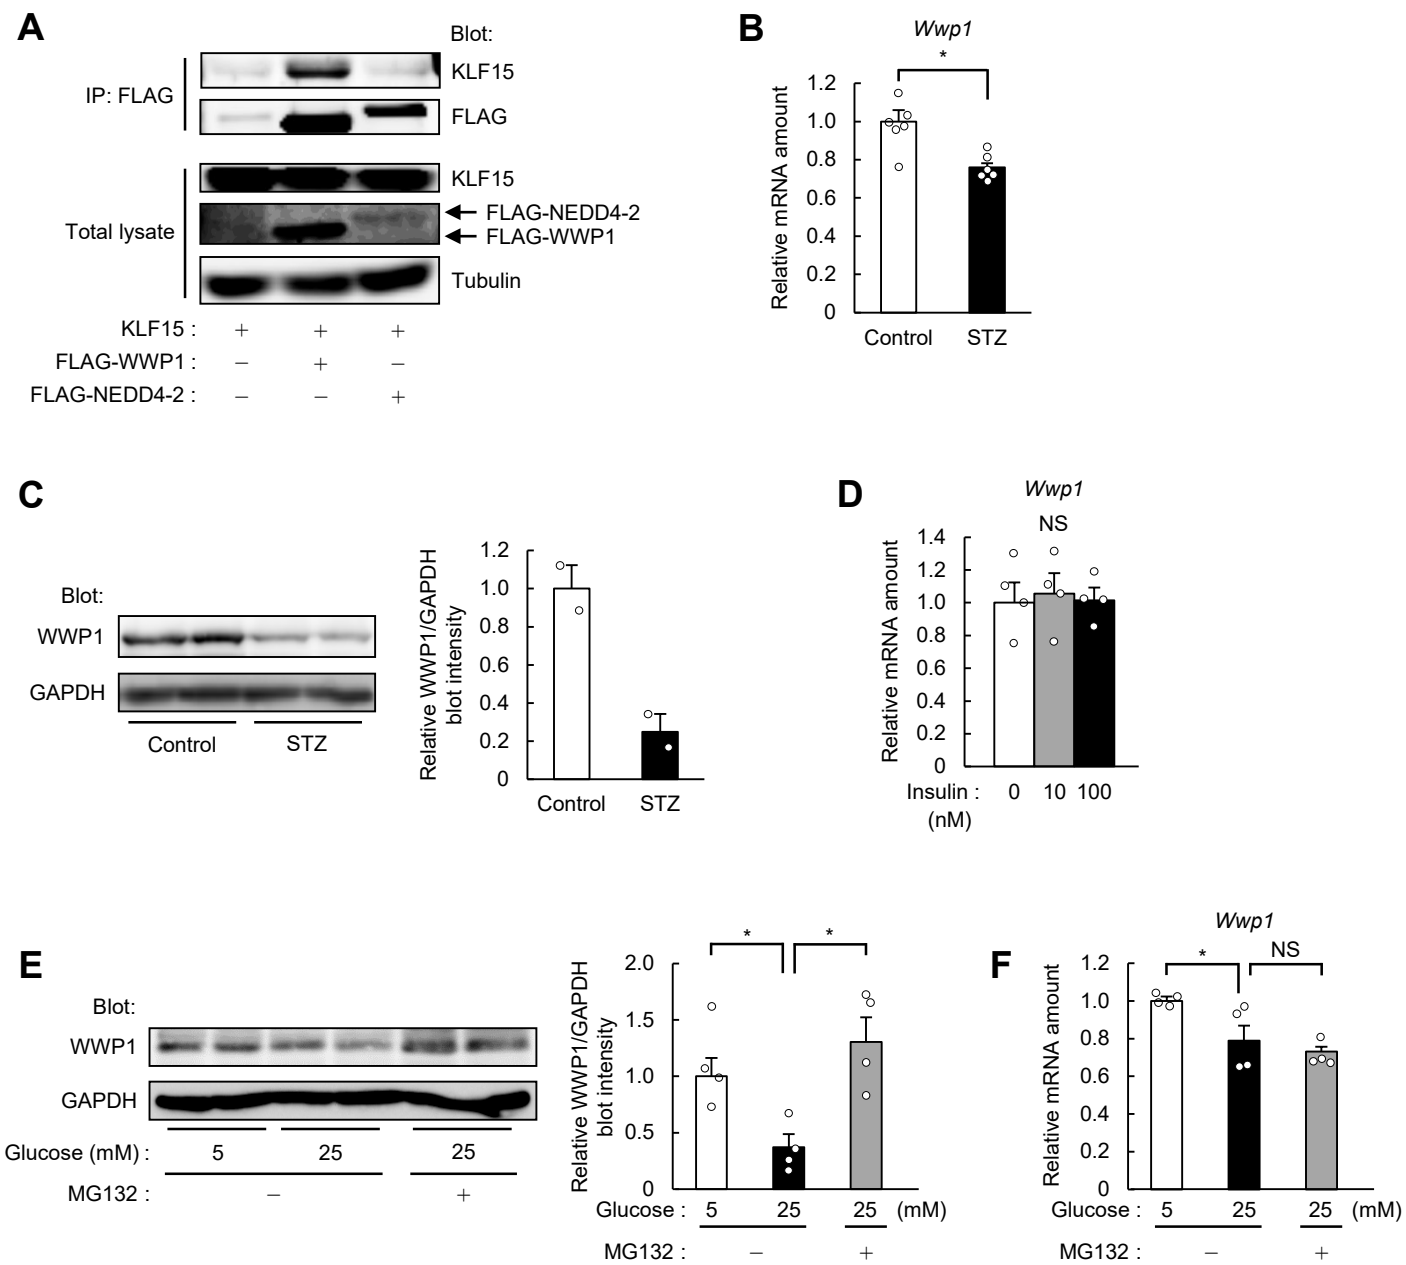 A
Blot:
IP: FLAG
KLF15
FLAG
Total lysate
KLF15
FLAG-NEDD4-2
FLAG-WWP1
Tubulin
KLF15 : + + +
FLAG-WWP1 : − + −
FLAG-NEDD4-2 : − − +
B
Wwp1
*
Relative mRNA amount
1.2
1.0
0.8
0.6
0.4
0.2
0
Control STZ
C
Blot:
WWP1
GAPDH
Control STZ
Relative WWP1/GAPDH
blot intensity
1.2
1.0
0.8
0.6
0.4
0.2
0
Control STZ
D
Wwp1
NS
Relative mRNA amount
1.4
1.2
1.0
0.8
0.6
0.4
0.2
0
Insulin : 0 10 100
(nM)
E
Blot:
WWP1
GAPDH
Glucose (mM) : 5 25 25
MG132 : − +
* *
Relative WWP1/GAPDH
blot intensity
2.0
1.5
1.0
0.5
0
Glucose : 5 25 25 (mM)
MG132 : − +
F
Wwp1
* NS
Relative mRNA amount
1.2
1.0
0.8
0.6
0.4
0.2
0
Glucose : 5 25 25 (mM)
MG132 : − +